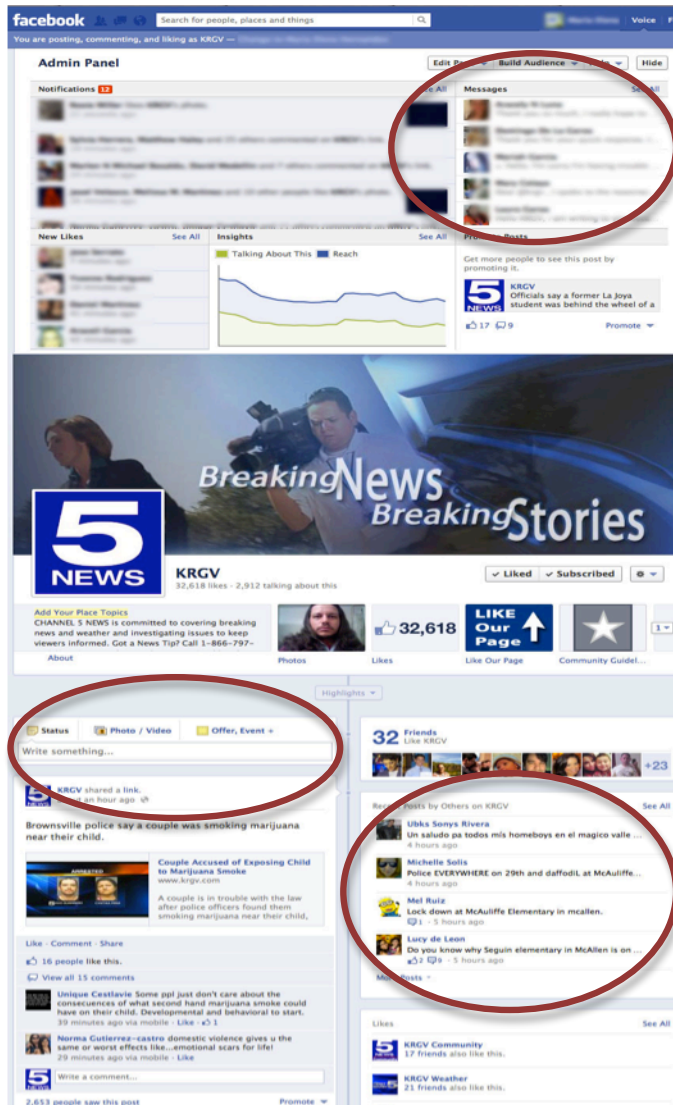 facebook
Search for people, places and things
Voice
You are posting, commenting, and liking as KRGV —
Admin Panel
Edit Build Audience Hide
Notifications 12 See All
Messages See All
New Likes See All
Insights See All
Talking About This Reach
Posts
Get more people to see this post by
promoting it.
KRGV
Officials say a former La Joya
student was behind the wheel of a
17 9 Promote
5
NEWS
Breaking News
Breaking Stories
5
NEWS
KRGV
32,618 likes · 2,912 talking about this
Liked Subscribed
Add Your Place Topics
CHANNEL 5 NEWS is committed to covering breaking
news and weather and investigating issues to keep
viewers informed. Got a News Tip? Call 1-866-797-
About
Photos
32,618
Likes
LIKE
Our
Page
Like Our Page
Community Guidel...
1
Highlights
Status Photo / Video Offer, Event +
Write something...
KRGV shared a link.
an hour ago
Brownsville police say a couple was smoking marijuana
near their child.
ARRESTED
Couple Accused of Exposing Child
to Marijuana Smoke
www.krgv.com
A couple is in trouble with the law
after police officers found them
smoking marijuana near their child,
Like · Comment · Share
16 people like this.
View all 15 comments
Unique Cestlavie Some ppl just don't care about the
consecuences of what second hand marijuana smoke could
have on their child. Developmental and behavioral to start.
39 minutes ago via mobile · Like · 1
Norma Gutierrez-castro domestic violence gives u the
same or worst effects like...emotional scars for life!
29 minutes ago via mobile · Like
Write a comment...
2,653 people saw this post Promote
32 Friends
Like KRGV
+23
Recent Posts by Others on KRGV See All
Ubks Sonys Rivera
Un saludo pa todos mis homeboys en el magico valle ...
4 hours ago
Michelle Solis
Police EVERYWHERE on 29th and daffodiL at McAuliffe...
4 hours ago
Mel Ruiz
Lock down at McAuliffe Elementary in mcallen.
1 · 5 hours ago
Lucy de Leon
Do you know why Seguin elementary in McAllen is on ...
2 9 · 5 hours ago
More Posts
Likes See All
KRGV Community
17 friends also like this.
KRGV Weather
21 friends also like this.